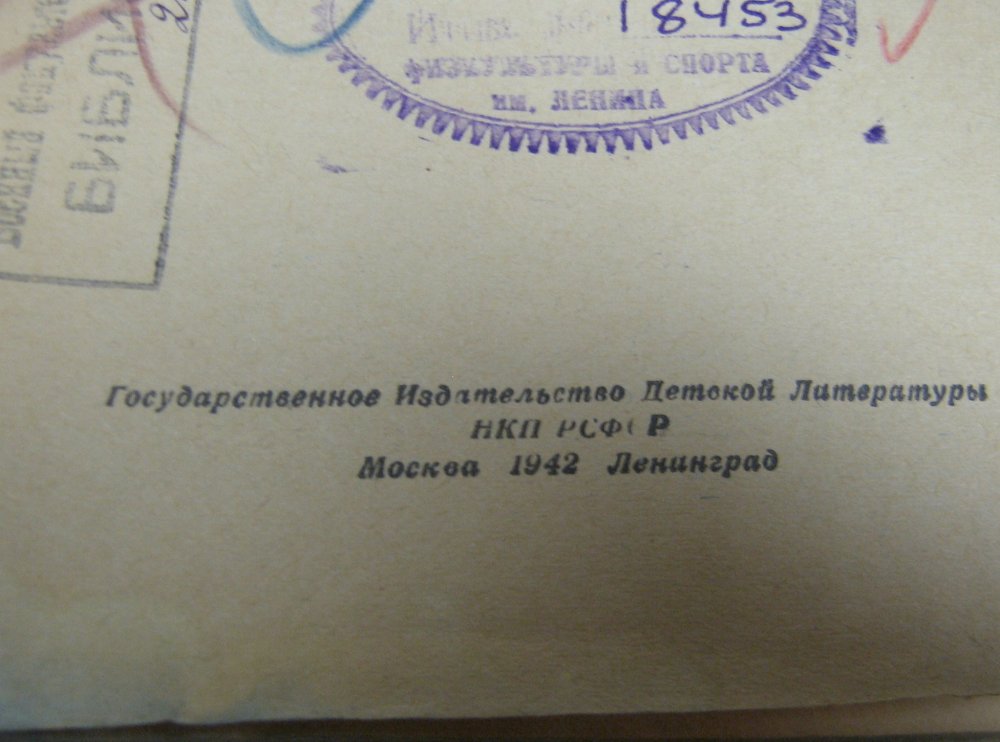 18453
ФИЗКУЛЬТУРЫ И СПОРТА
ИМ. ЛЕНИНА
Государственное Издательство Детской Литературы
НКП РСФСР
Москва 1942 Ленинград